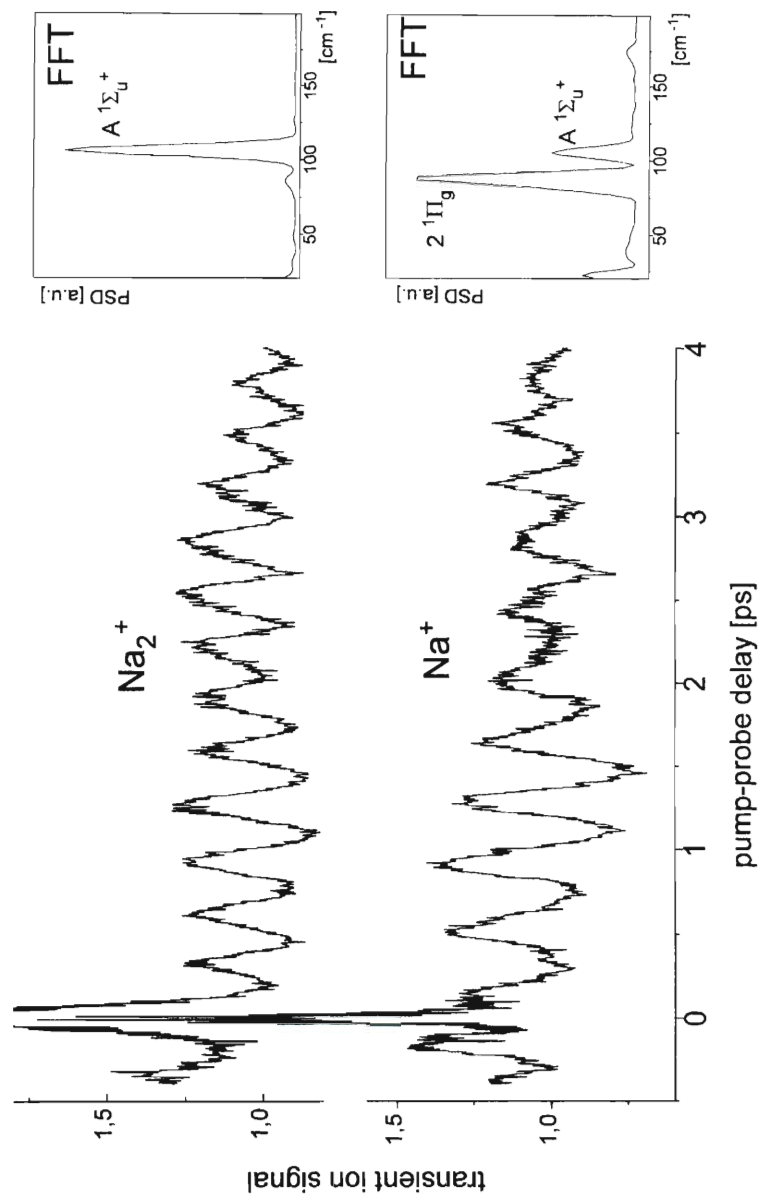 transient ion signal
1,5
1,0
Na2+
1,5
1,0
Na+
0
1
2
3
4
pump-probe delay [ps]
PSD [a.u.]
FFT
A ¹Σu+
50
100
150
[cm-1]
PSD [a.u.]
FFT
2 ¹Πg
A ¹Σu+
50
100
150
[cm-1]